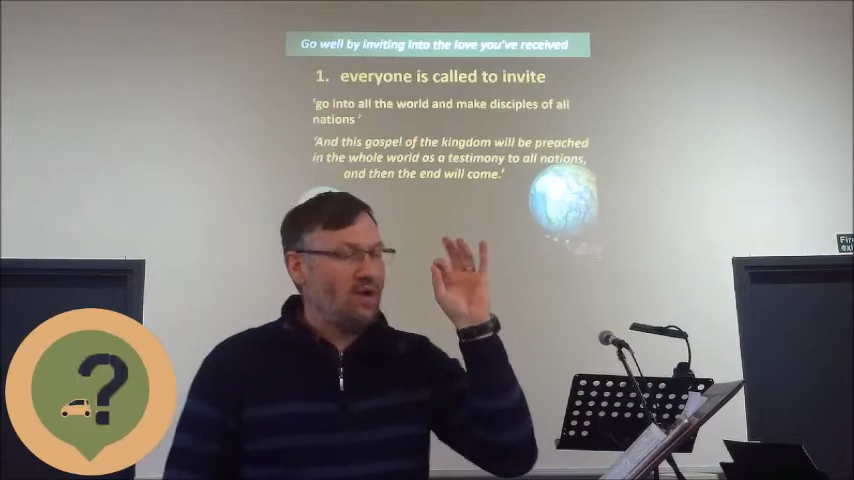 Go well by inviting into the love you've received
1. everyone is called to invite
'go into all the world and make disciples of all
nations '
'And this gospel of the kingdom will be preached
in the whole world as a testimony to all nations,
and then the end will come.'
Fire
exit
?